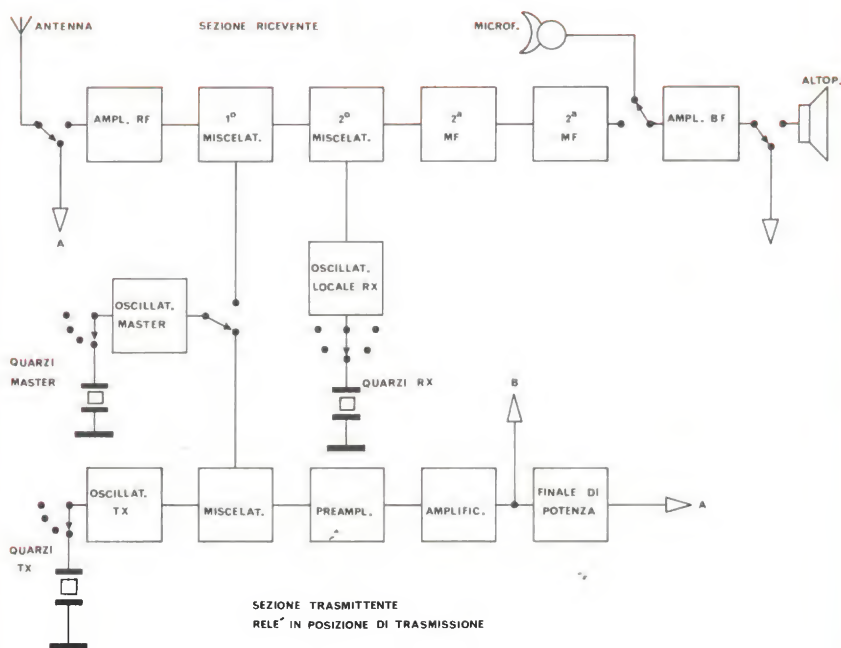 ANTENNA
SEZIONE RICEVENTE
MICROF.
ALTOP.
AMPL. RF
1º
MISCELAT.
2º
MISCELAT.
2ª
MF
2ª
MF
AMPL. BF
A
OSCILLAT.
MASTER
OSCILLAT.
LOCALE RX
QUARZI
MASTER
QUARZI RX
B
OSCILLAT.
TX
MISCELAT.
PREAMPL.
AMPLIFIC.
FINALE DI
POTENZA
A
QUARZI
TX
SEZIONE TRASMITTENTE
RELE´ IN POSIZIONE DI TRASMISSIONE